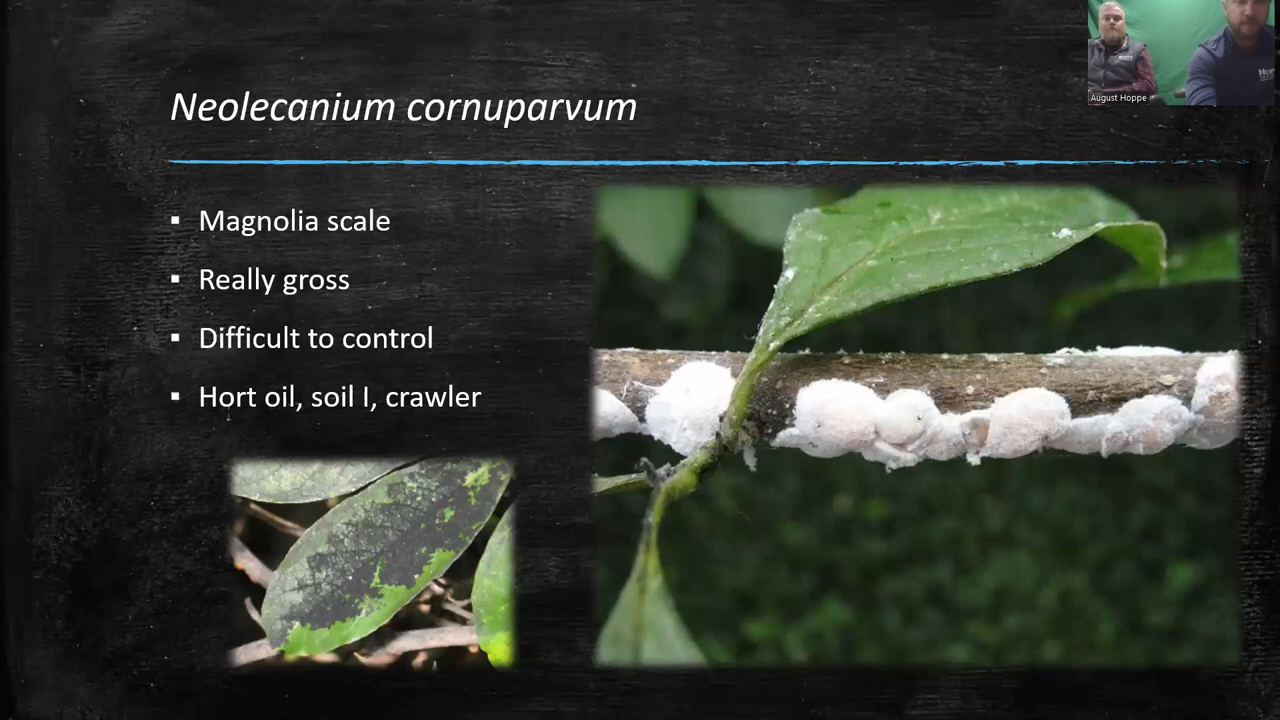 Neolecanium cornuparvum
▪ Magnolia scale
▪ Really gross
▪ Difficult to control
▪ Hort oil, soil I, crawler
August Hoppe